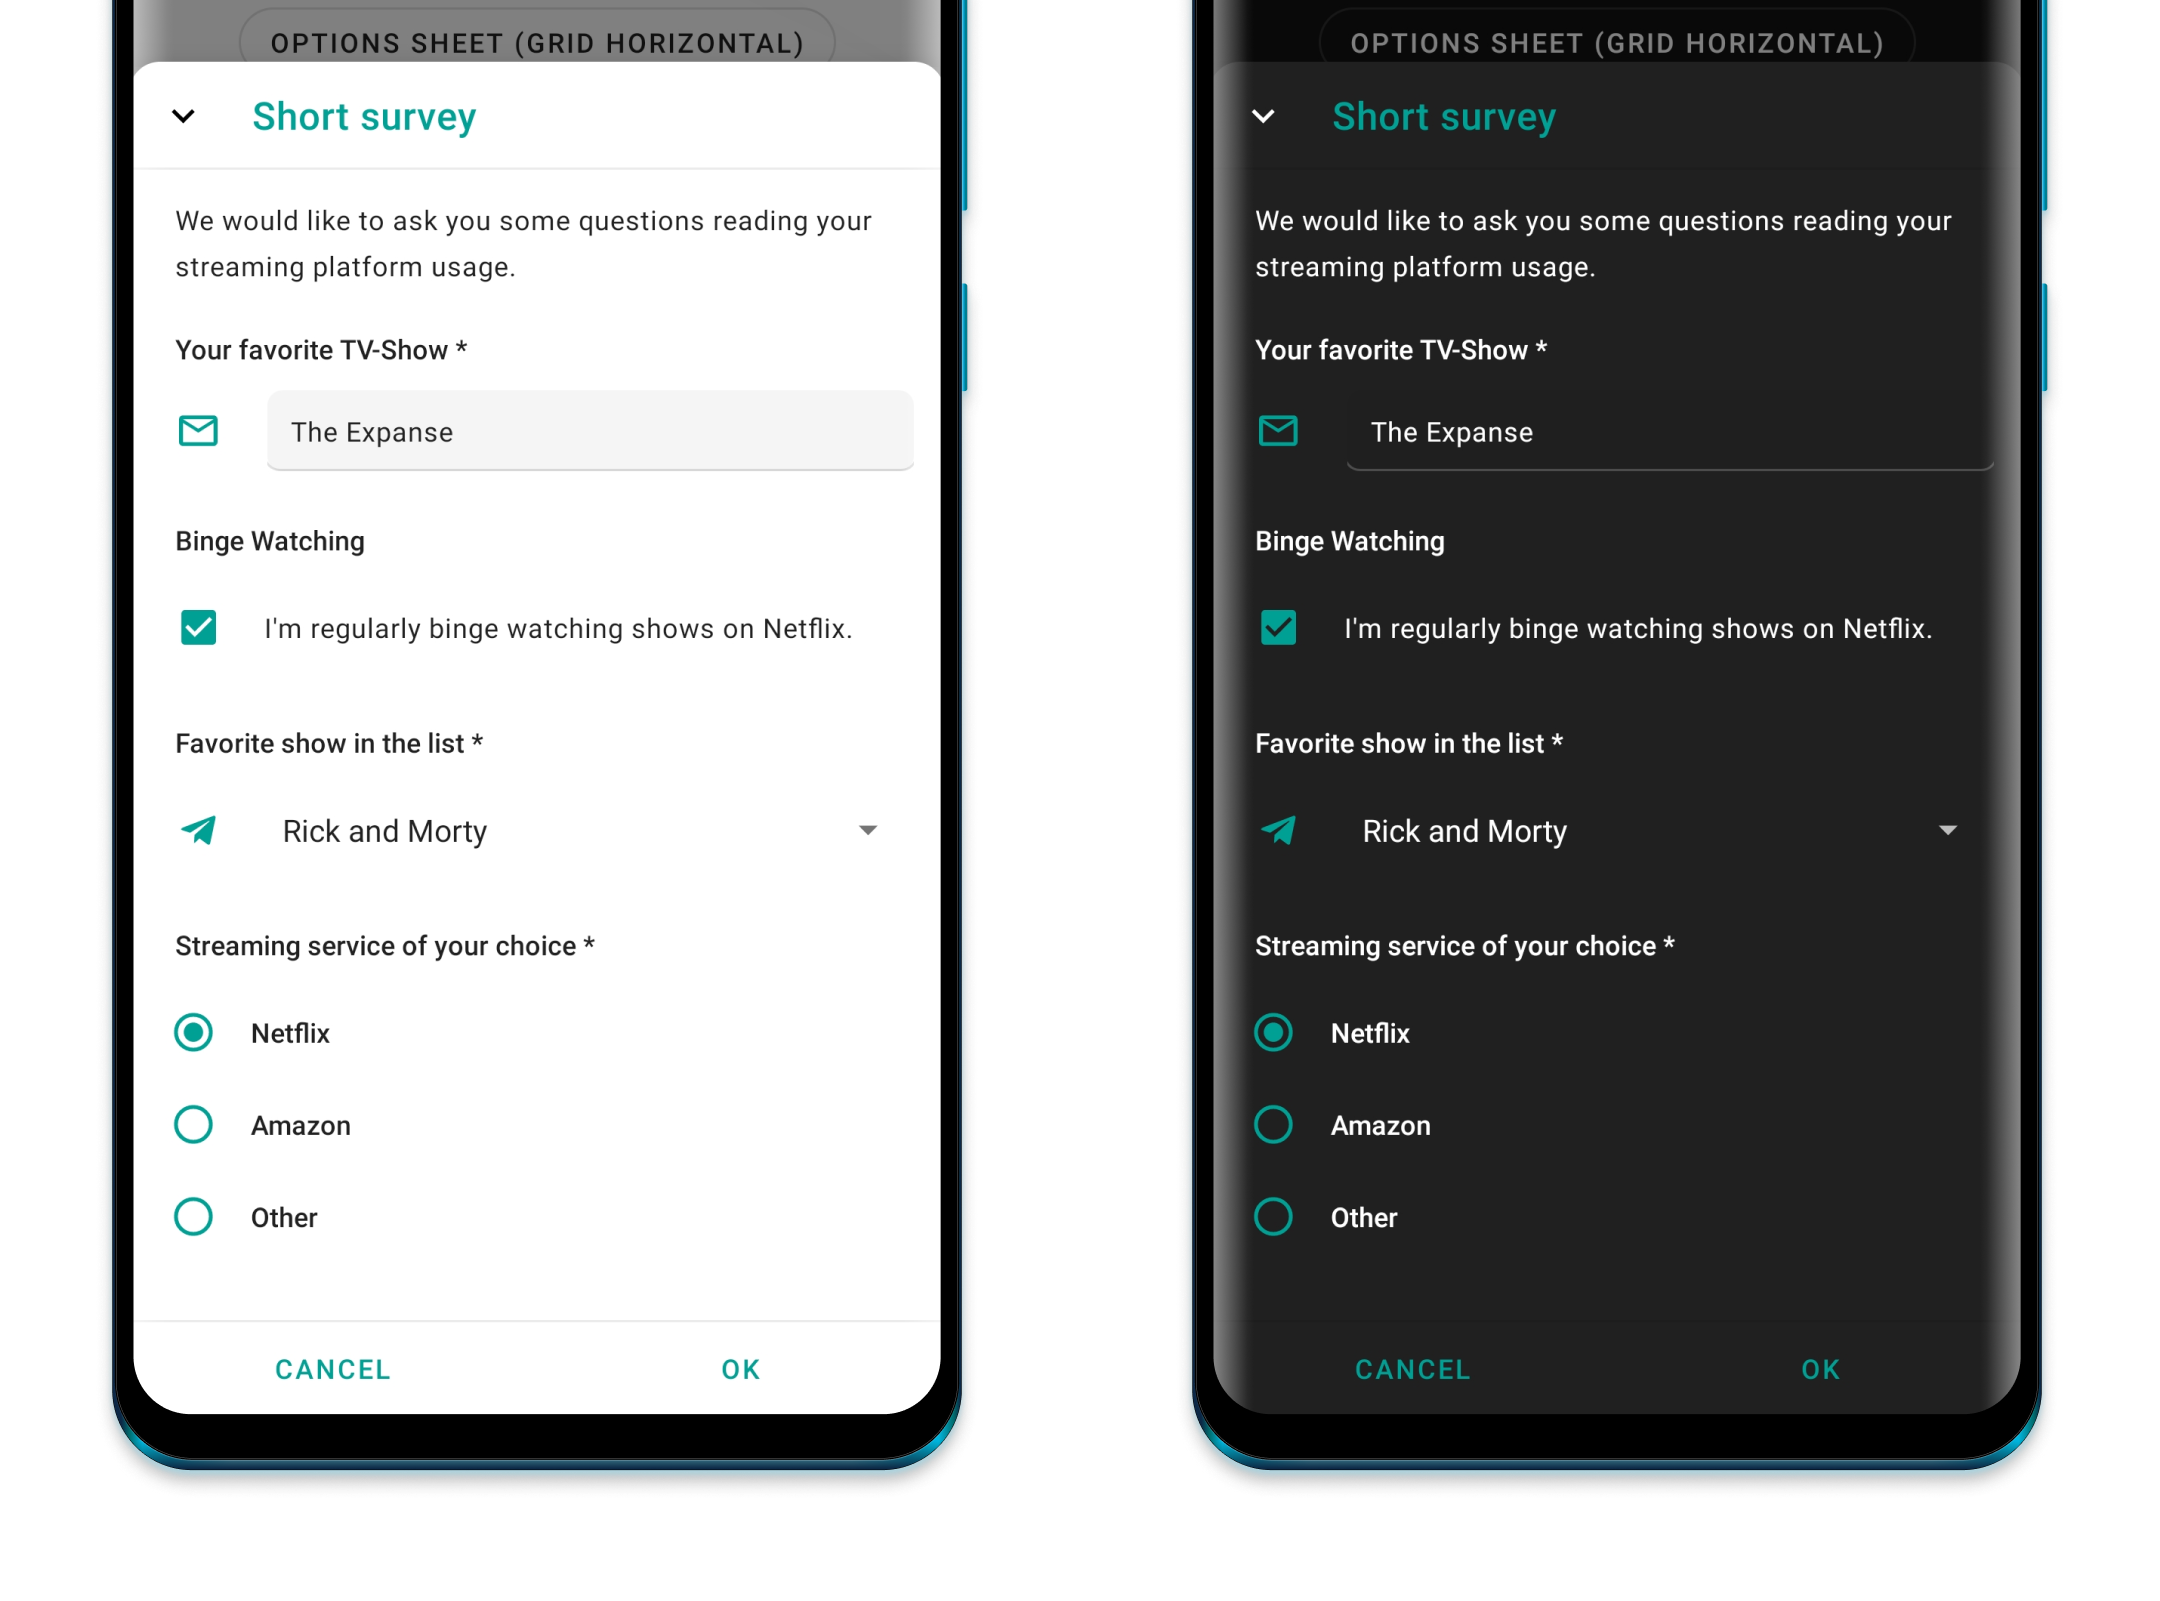 OPTIONS SHEET (GRID HORIZONTAL)
Short survey
We would like to ask you some questions reading your
streaming platform usage.
Your favorite TV-Show *
The Expanse
Binge Watching
I'm regularly binge watching shows on Netflix.
Favorite show in the list *
Rick and Morty
Streaming service of your choice *
Netflix
Amazon
Other
CANCEL
OK
OPTIONS SHEET (GRID HORIZONTAL)
Short survey
We would like to ask you some questions reading your
streaming platform usage.
Your favorite TV-Show *
The Expanse
Binge Watching
I'm regularly binge watching shows on Netflix.
Favorite show in the list *
Rick and Morty
Streaming service of your choice *
Netflix
Amazon
Other
CANCEL
OK